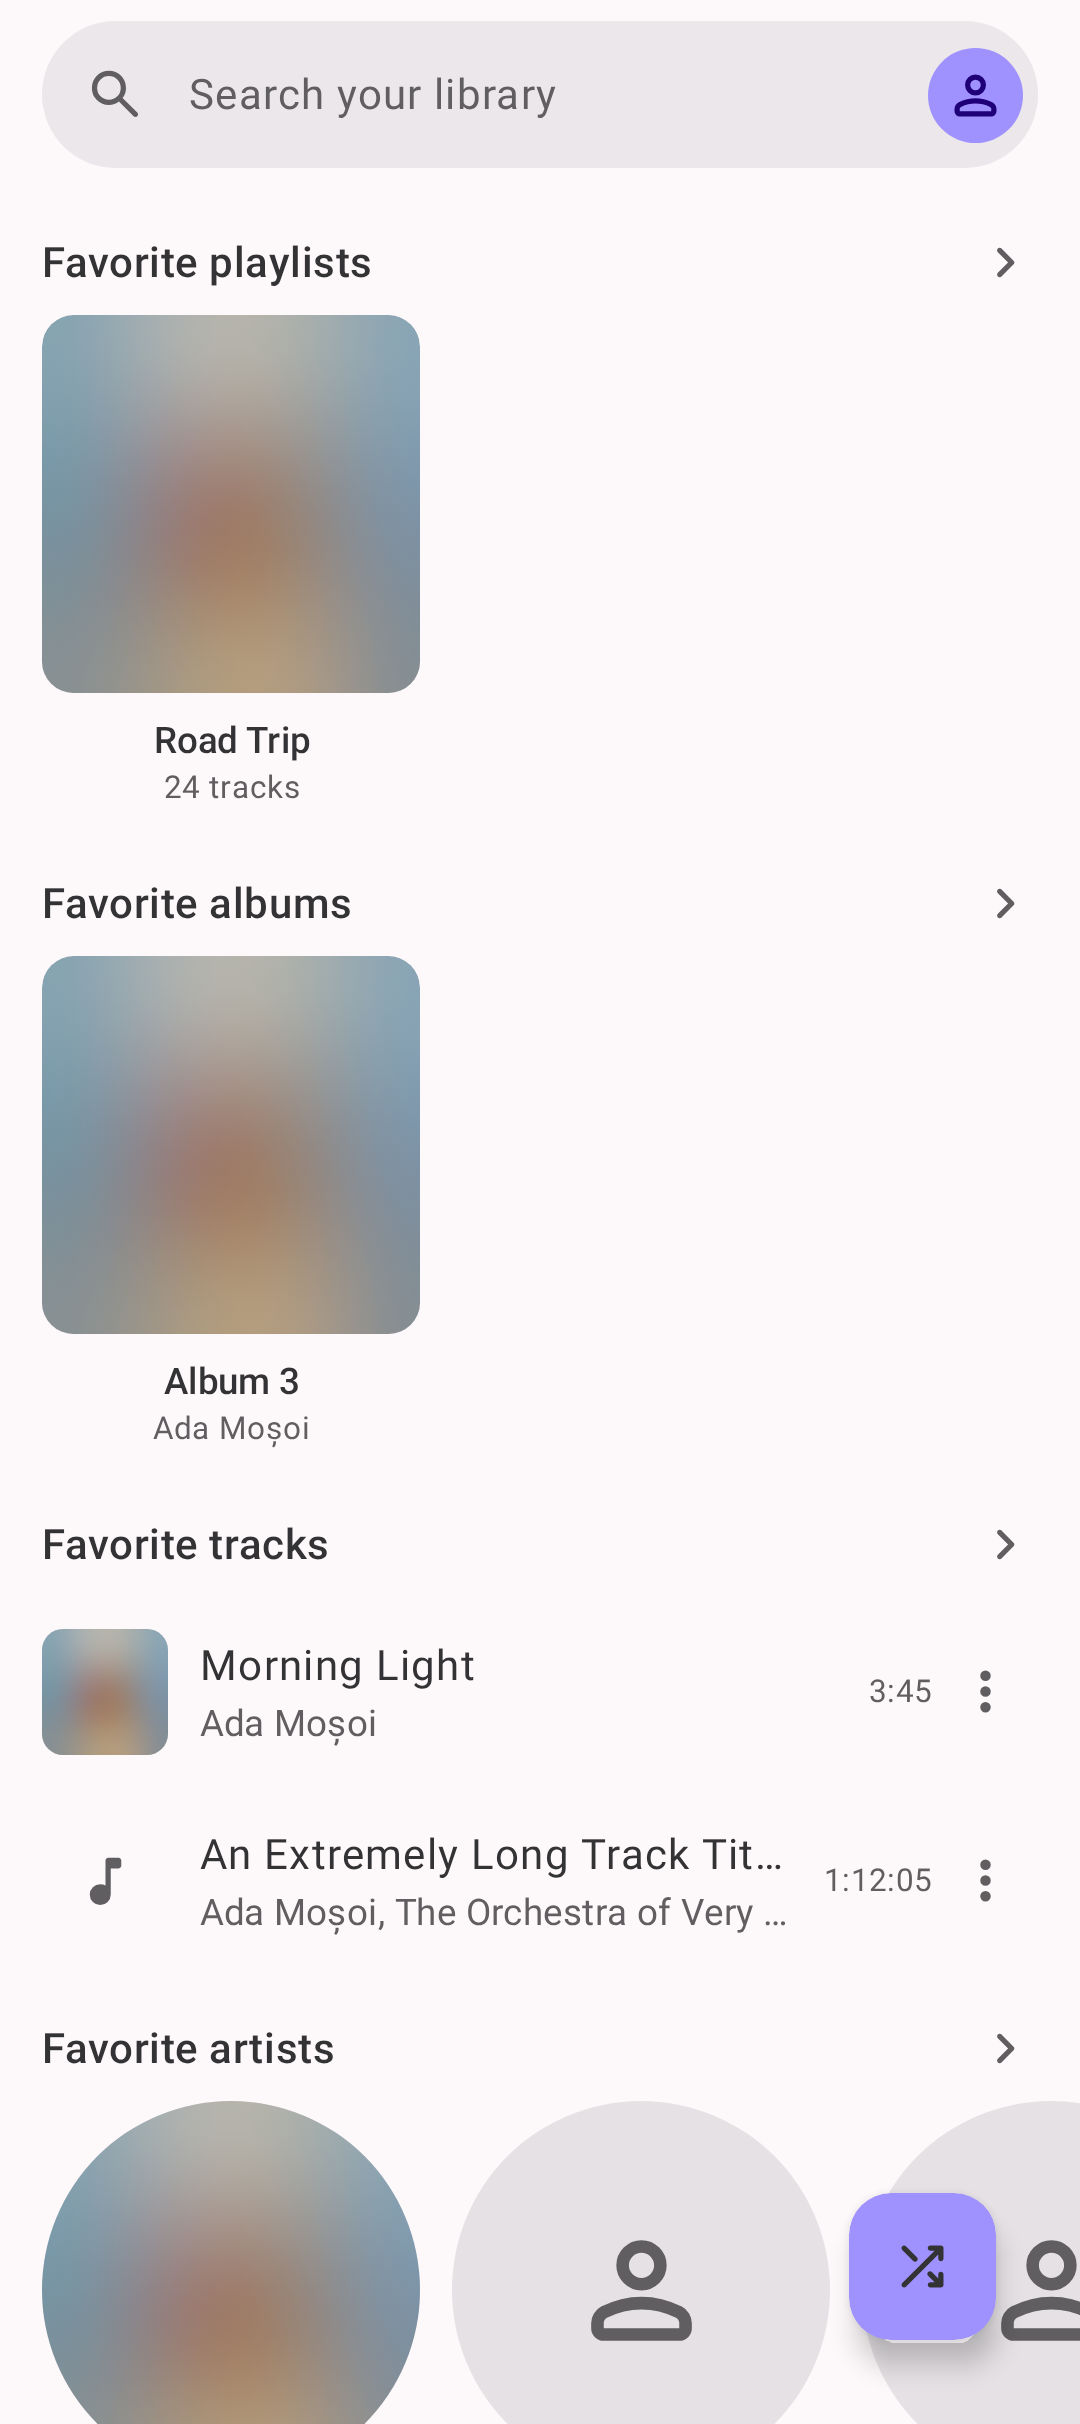 Search your library
Favorite playlists
Road Trip
24 tracks
Favorite albums
Album 3
Ada Moșoi
Favorite tracks
Morning Light
Ada Moșoi
3:45
An Extremely Long Track Tit…
Ada Moșoi, The Orchestra of Very …
1:12:05
Favorite artists